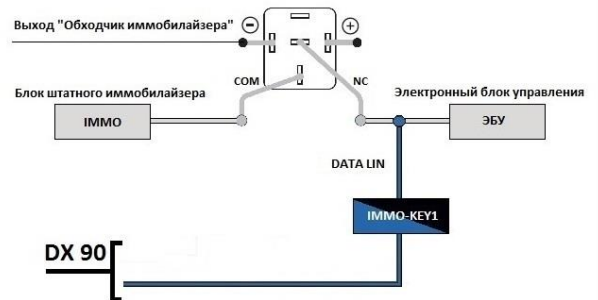 Выход "Обходчик иммобилайзера"
−
+
COM
NC
Блок штатного иммобилайзера
Электронный блок управления
IMMO
ЭБУ
DATA LIN
IMMO-KEY1
DX 90